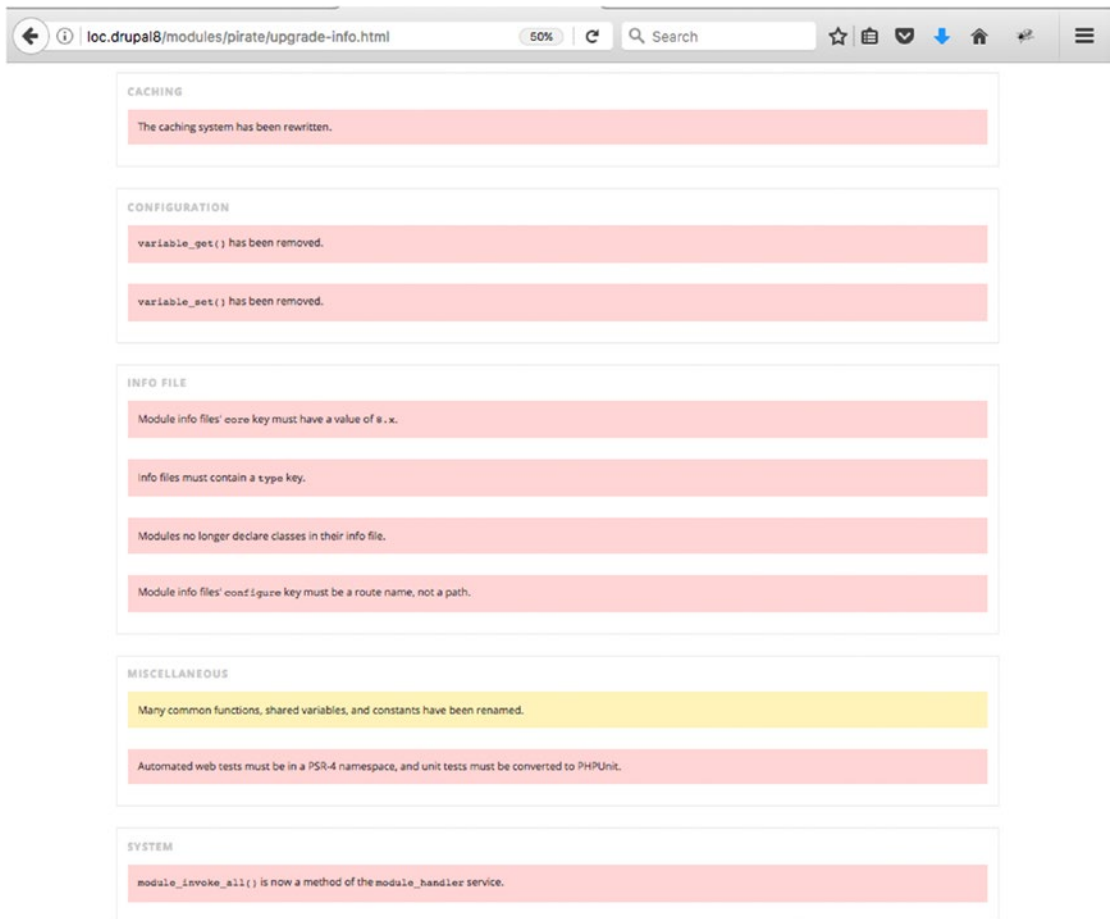 loc.drupal8/modules/pirate/upgrade-info.html 50% Search
CACHING
The caching system has been rewritten.
CONFIGURATION
variable_get() has been removed.
variable_set() has been removed.
INFO FILE
Module info files' core key must have a value of 8.x.
Info files must contain a type key.
Modules no longer declare classes in their info file.
Module info files' configure key must be a route name, not a path.
MISCELLANEOUS
Many common functions, shared variables, and constants have been renamed.
Automated web tests must be in a PSR-4 namespace, and unit tests must be converted to PHPUnit.
SYSTEM
module_invoke_all() is now a method of the module_handler service.